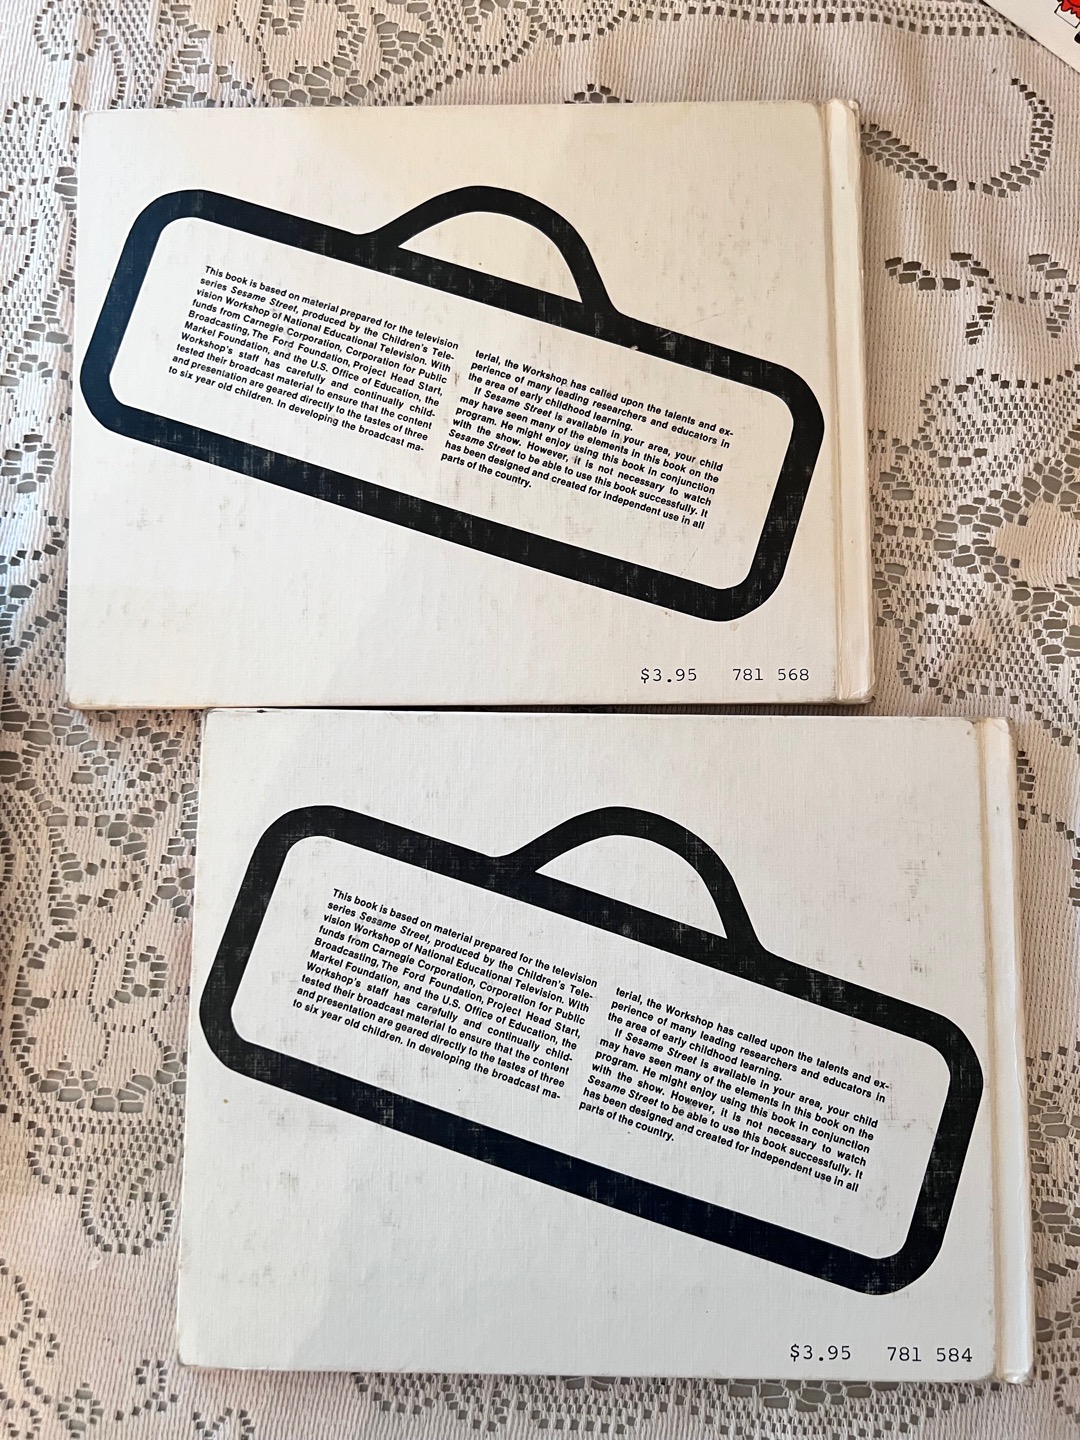 This book is based on material prepared for the television
series Sesame Street, produced by the Children's Tele-
vision Workshop of National Educational Television. With
funds from Carnegie Corporation, Corporation for Public
Broadcasting, The Ford Foundation, Project Head Start,
Markel Foundation, and the U.S. Office of Education, the
Workshop's staff has carefully and continually child-
tested their broadcast material to ensure that the content
and presentation are geared directly to the tastes of three
to six year old children. In developing the broadcast ma-
terial, the Workshop has called upon the talents and ex-
perience of many leading researchers and educators in
the area of early childhood learning.
If Sesame Street is available in your area, your child
may have seen many of the elements in this book on the
program. He might enjoy using this book in conjunction
with the show. However, it is not necessary to watch
Sesame Street to be able to use this book successfully. It
has been designed and created for independent use in all
parts of the country.
$3.95 781 568
This book is based on material prepared for the television
series Sesame Street, produced by the Children's Tele-
vision Workshop of National Educational Television. With
funds from Carnegie Corporation, Corporation for Public
Broadcasting, The Ford Foundation, Project Head Start,
Markel Foundation, and the U.S. Office of Education, the
Workshop's staff has carefully and continually child-
tested their broadcast material to ensure that the content
and presentation are geared directly to the tastes of three
to six year old children. In developing the broadcast ma-
terial, the Workshop has called upon the talents and ex-
perience of many leading researchers and educators in
the area of early childhood learning.
If Sesame Street is available in your area, your child
may have seen many of the elements in this book on the
program. He might enjoy using this book in conjunction
with the show. However, it is not necessary to watch
Sesame Street to be able to use this book successfully. It
has been designed and created for independent use in all
parts of the country.
$3.95 781 584